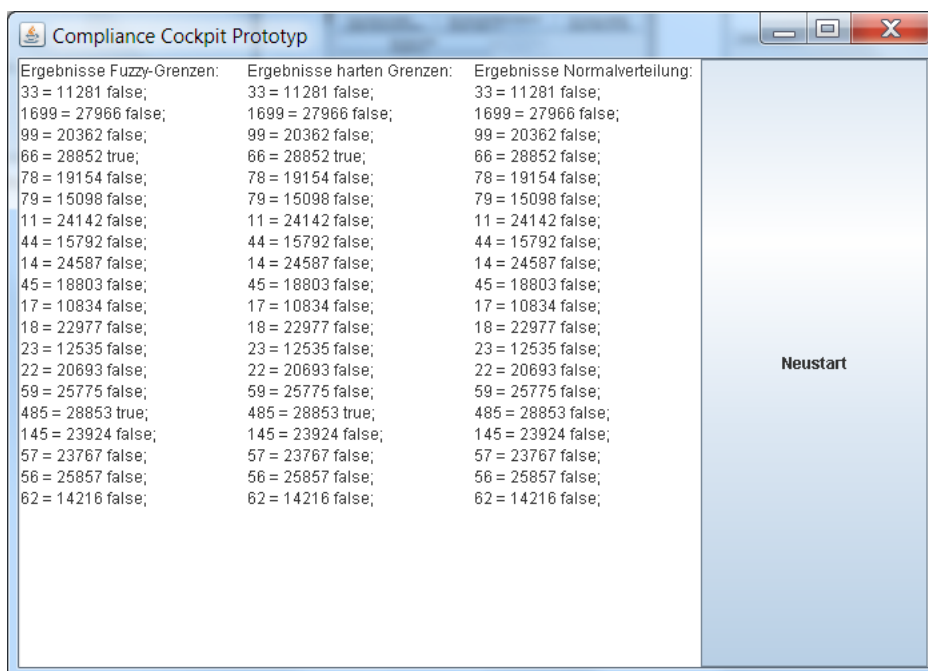 Compliance Cockpit Prototyp
Ergebnisse Fuzzy-Grenzen: Ergebnisse harten Grenzen: Ergebnisse Normalverteilung:
33 = 11281 false; 33 = 11281 false; 33 = 11281 false;
1699 = 27966 false; 1699 = 27966 false; 1699 = 27966 false;
99 = 20362 false; 99 = 20362 false; 99 = 20362 false;
66 = 28852 true; 66 = 28852 true; 66 = 28852 false;
78 = 19154 false; 78 = 19154 false; 78 = 19154 false;
79 = 15098 false; 79 = 15098 false; 79 = 15098 false;
11 = 24142 false; 11 = 24142 false; 11 = 24142 false;
44 = 15792 false; 44 = 15792 false; 44 = 15792 false;
14 = 24587 false; 14 = 24587 false; 14 = 24587 false;
45 = 18803 false; 45 = 18803 false; 45 = 18803 false;
17 = 10834 false; 17 = 10834 false; 17 = 10834 false;
18 = 22977 false; 18 = 22977 false; 18 = 22977 false;
23 = 12535 false; 23 = 12535 false; 23 = 12535 false;
22 = 20693 false; 22 = 20693 false; 22 = 20693 false;
59 = 25775 false; 59 = 25775 false; 59 = 25775 false;
485 = 28853 true; 485 = 28853 true; 485 = 28853 false;
145 = 23924 false; 145 = 23924 false; 145 = 23924 false;
57 = 23767 false; 57 = 23767 false; 57 = 23767 false;
56 = 25857 false; 56 = 25857 false; 56 = 25857 false;
62 = 14216 false; 62 = 14216 false; 62 = 14216 false;
Neustart